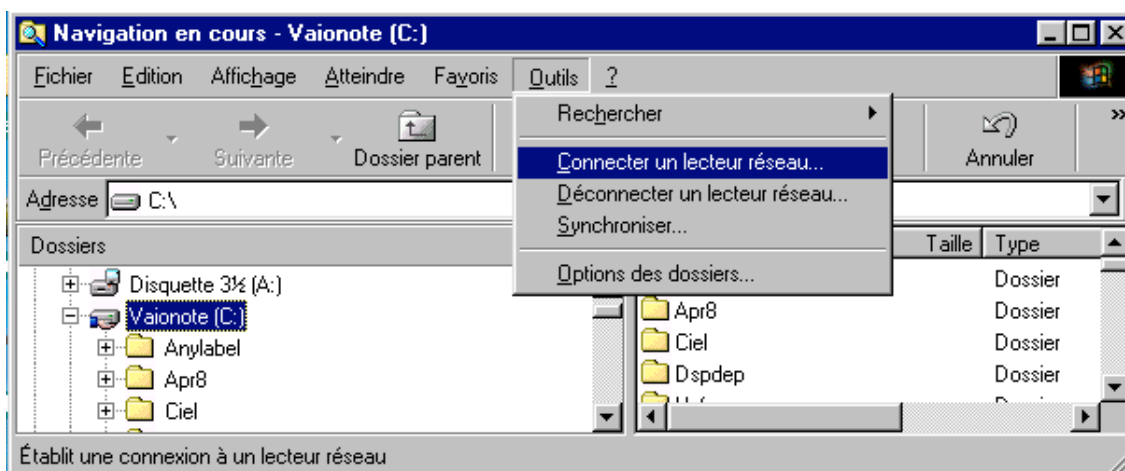 Navigation en cours - Vaionote (C:)
Fichier Edition Affichage Atteindre Favoris Outils ?
Précédente Suivante Dossier parent Annuler »
Adresse C:\
Rechercher
Connecter un lecteur réseau...
Déconnecter un lecteur réseau...
Synchroniser...
Options des dossiers...
Dossiers
Disquette 3½ (A:)
Vaionote (C:)
Anylabel
Apr8
Ciel
Taille Type
Dossier
Apr8 Dossier
Ciel Dossier
Dspdep Dossier
Établit une connexion à un lecteur réseau